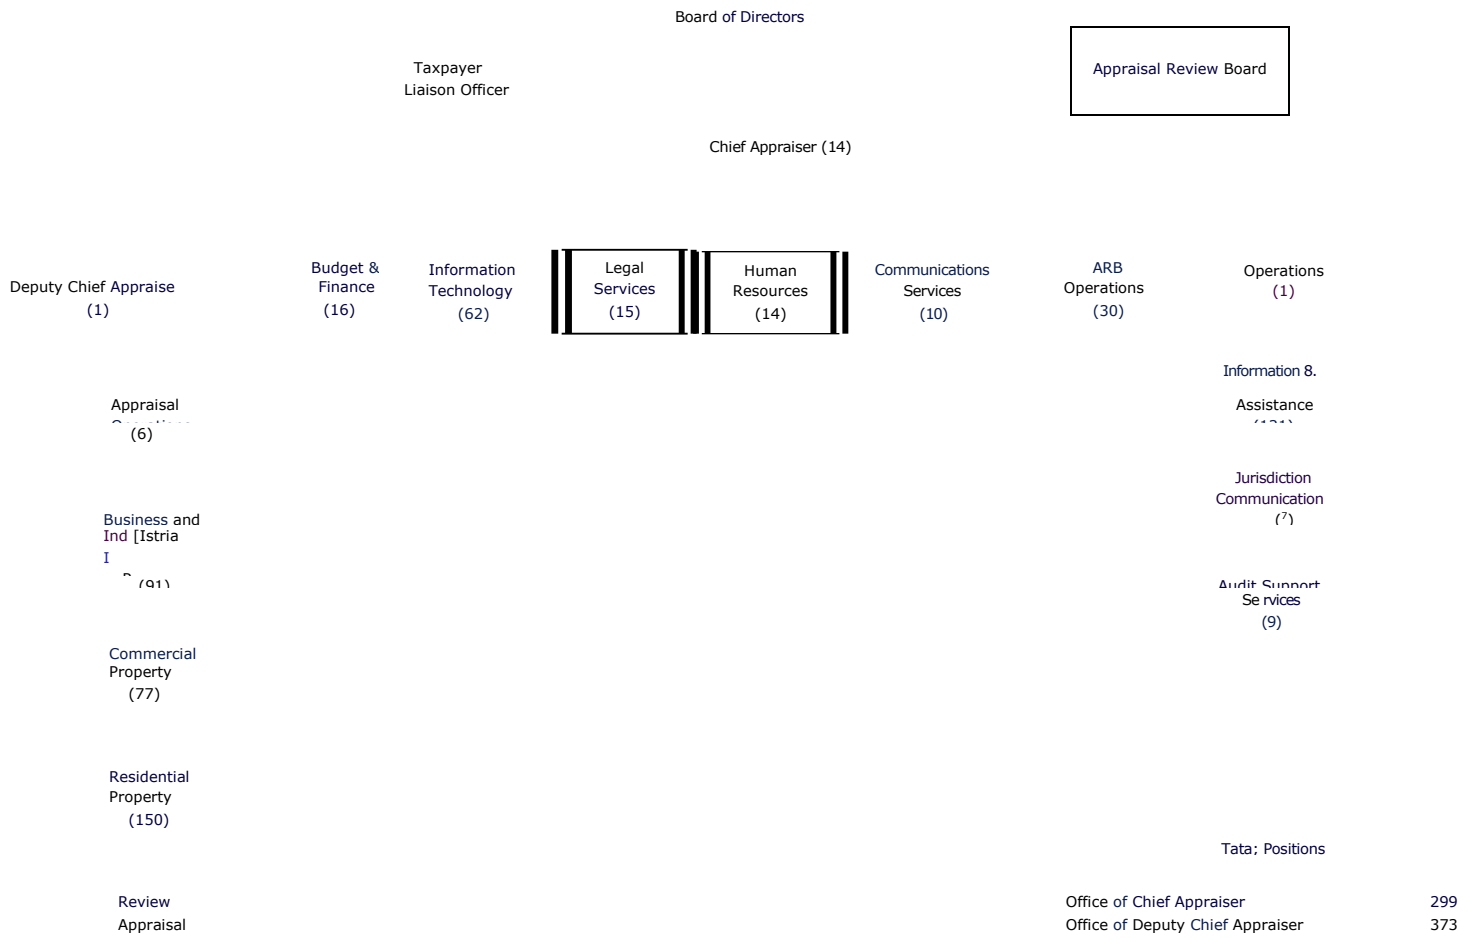 Board of Directors
Taxpayer
Liaison Officer
Appraisal Review Board
Chief Appraiser (14)
Deputy Chief Appraise
(1)
Budget &
Finance
(16)
Information
Technology
(62)
Legal
Services
(15)
Human
Resources
(14)
Communications
Services
(10)
ARB
Operations
(30)
Operations
(1)
Information 8.
Assistance
Appraisal
(6)
Jurisdiction
Communication
(7)
Business and
Ind [Istria
I
(91)
Audit Support
Se rvices
(9)
Commercial
Property
(77)
Residential
Property
(150)
Tata; Positions
Review
Appraisal
Office of Chief Appraiser 299
Office of Deputy Chief Appraiser 373